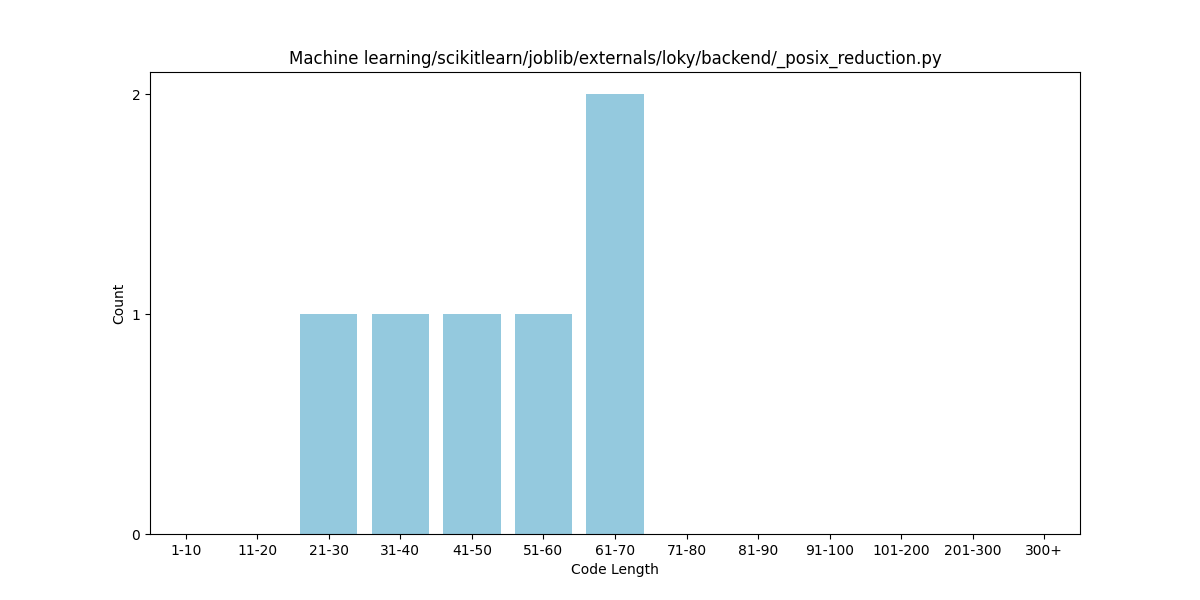 Machine learning/scikitlearn/joblib/externals/loky/backend/_posix_reduction.py
2
1
0
Count
1-10 11-20 21-30 31-40 41-50 51-60 61-70 71-80 81-90 91-100 101-200 201-300 300+
Code Length